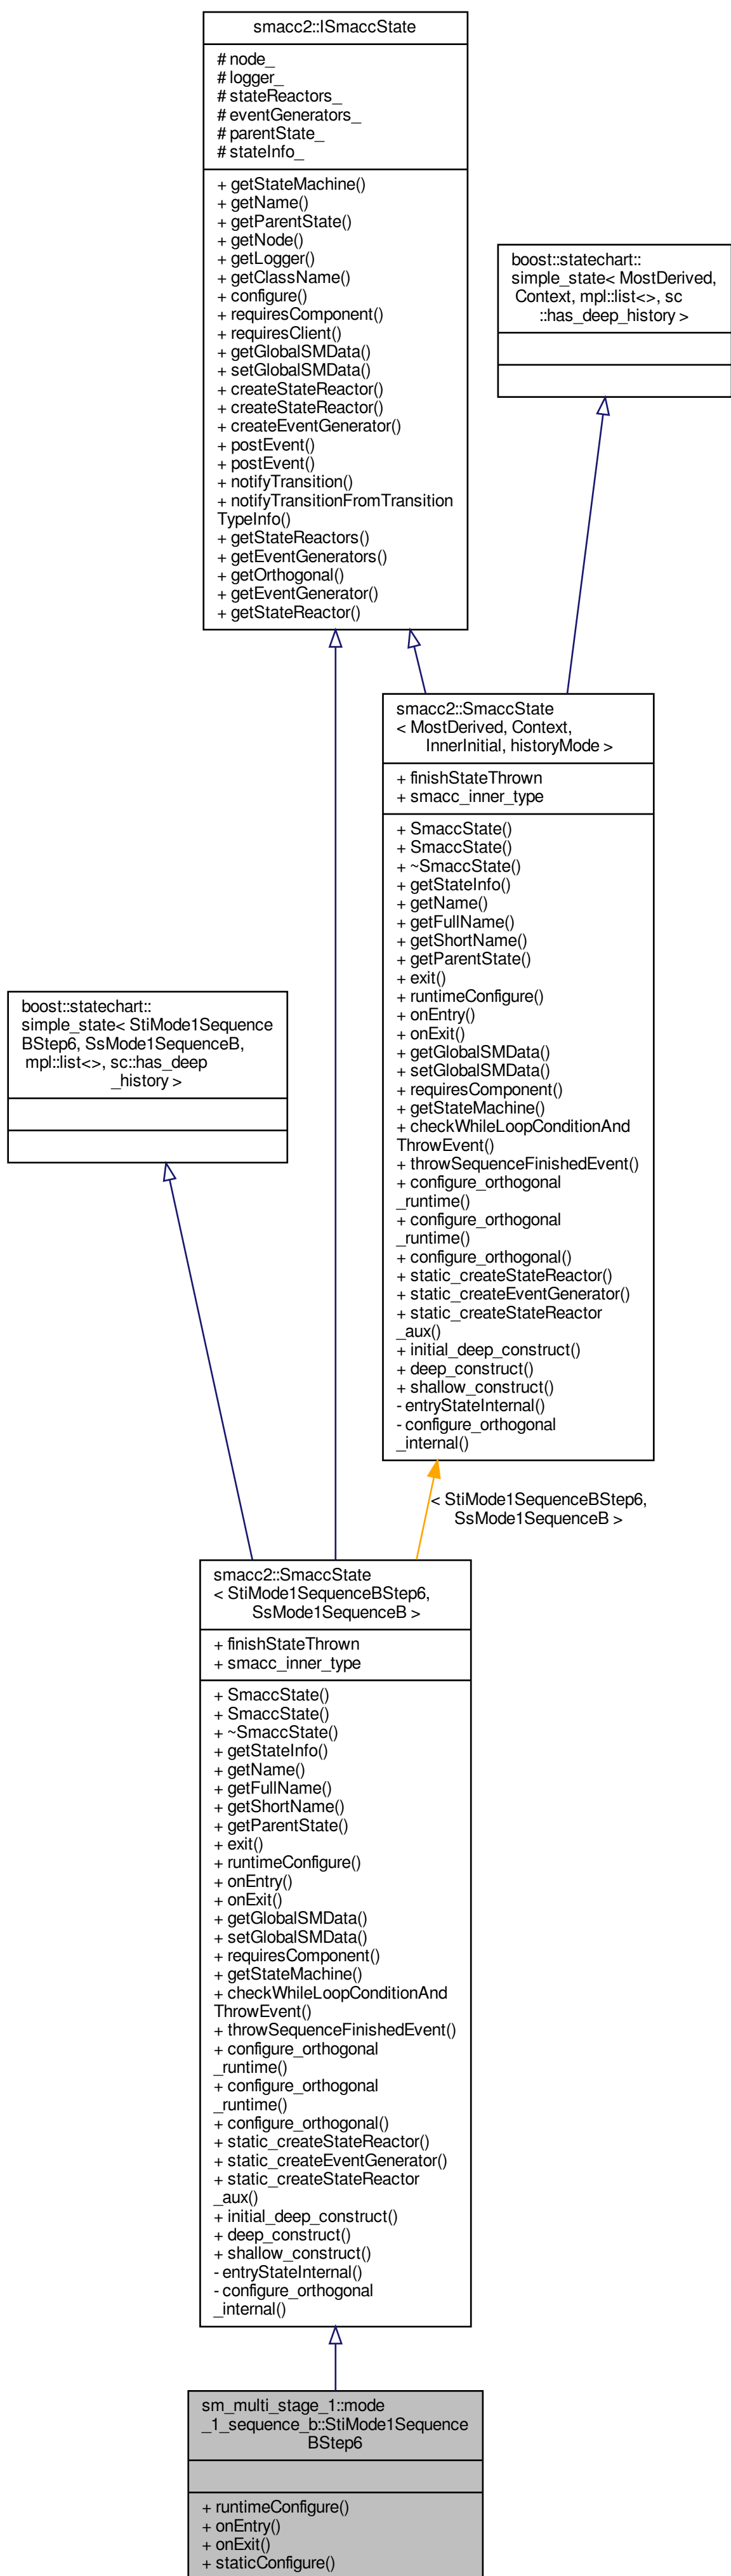 smacc2::ISmaccState
# node_
# logger_
# stateReactors_
# eventGenerators_
# parentState_
# stateInfo_
+ getStateMachine()
+ getName()
+ getParentState()
+ getNode()
+ getLogger()
+ getClassName()
+ configure()
+ requiresComponent()
+ requiresClient()
+ getGlobalSMData()
+ setGlobalSMData()
+ createStateReactor()
+ createStateReactor()
+ createEventGenerator()
+ postEvent()
+ postEvent()
+ notifyTransition()
+ notifyTransitionFromTransition
TypeInfo()
+ getStateReactors()
+ getEventGenerators()
+ getOrthogonal()
+ getEventGenerator()
+ getStateReactor()
boost::statechart::
simple_state< MostDerived,
Context, mpl::list<>, sc
::has_deep_history >
smacc2::SmaccState
< MostDerived, Context,
InnerInitial, historyMode >
+ finishStateThrown
+ smacc_inner_type
+ SmaccState()
+ SmaccState()
+ ~SmaccState()
+ getStateInfo()
+ getName()
+ getFullName()
+ getShortName()
+ getParentState()
+ exit()
+ runtimeConfigure()
+ onEntry()
+ onExit()
+ getGlobalSMData()
+ setGlobalSMData()
+ requiresComponent()
+ getStateMachine()
+ checkWhileLoopConditionAnd
ThrowEvent()
+ throwSequenceFinishedEvent()
+ configure_orthogonal
_runtime()
+ configure_orthogonal
_runtime()
+ configure_orthogonal()
+ static_createStateReactor()
+ static_createEventGenerator()
+ static_createStateReactor
_aux()
+ initial_deep_construct()
+ deep_construct()
+ shallow_construct()
- entryStateInternal()
- configure_orthogonal
_internal()
boost::statechart::
simple_state< StiMode1Sequence
BStep6, SsMode1SequenceB,
mpl::list<>, sc::has_deep
_history >
< StiMode1SequenceBStep6,
SsMode1SequenceB >
smacc2::SmaccState
< StiMode1SequenceBStep6,
SsMode1SequenceB >
+ finishStateThrown
+ smacc_inner_type
+ SmaccState()
+ SmaccState()
+ ~SmaccState()
+ getStateInfo()
+ getName()
+ getFullName()
+ getShortName()
+ getParentState()
+ exit()
+ runtimeConfigure()
+ onEntry()
+ onExit()
+ getGlobalSMData()
+ setGlobalSMData()
+ requiresComponent()
+ getStateMachine()
+ checkWhileLoopConditionAnd
ThrowEvent()
+ throwSequenceFinishedEvent()
+ configure_orthogonal
_runtime()
+ configure_orthogonal
_runtime()
+ configure_orthogonal()
+ static_createStateReactor()
+ static_createEventGenerator()
+ static_createStateReactor
_aux()
+ initial_deep_construct()
+ deep_construct()
+ shallow_construct()
- entryStateInternal()
- configure_orthogonal
_internal()
sm_multi_stage_1::mode
_1_sequence_b::StiMode1Sequence
BStep6
+ runtimeConfigure()
+ onEntry()
+ onExit()
+ staticConfigure()